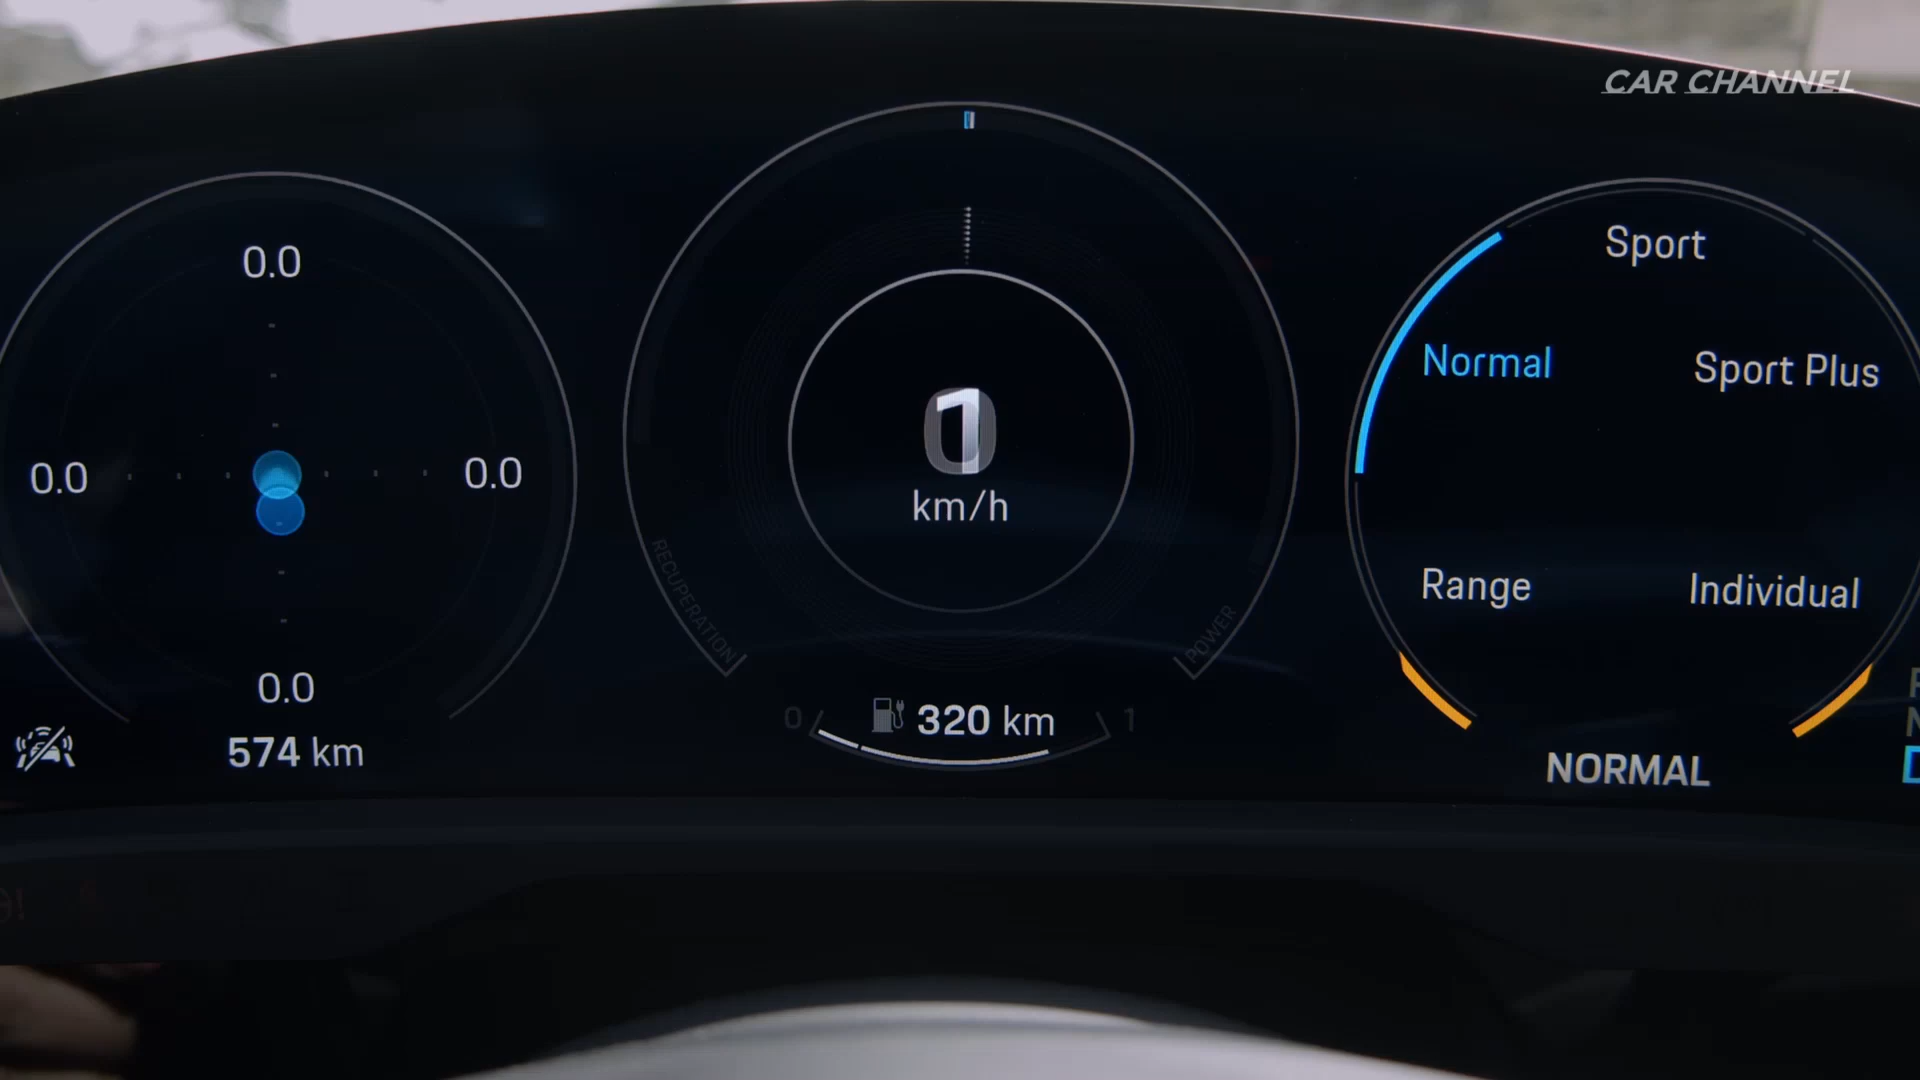 CAR CHANNEL
0.0
0.0
0.0
0.0
574 km
km/h
RECUPERATION
POWER
0
320 km
1
Sport
Normal
Sport Plus
Range
Individual
NORMAL
D